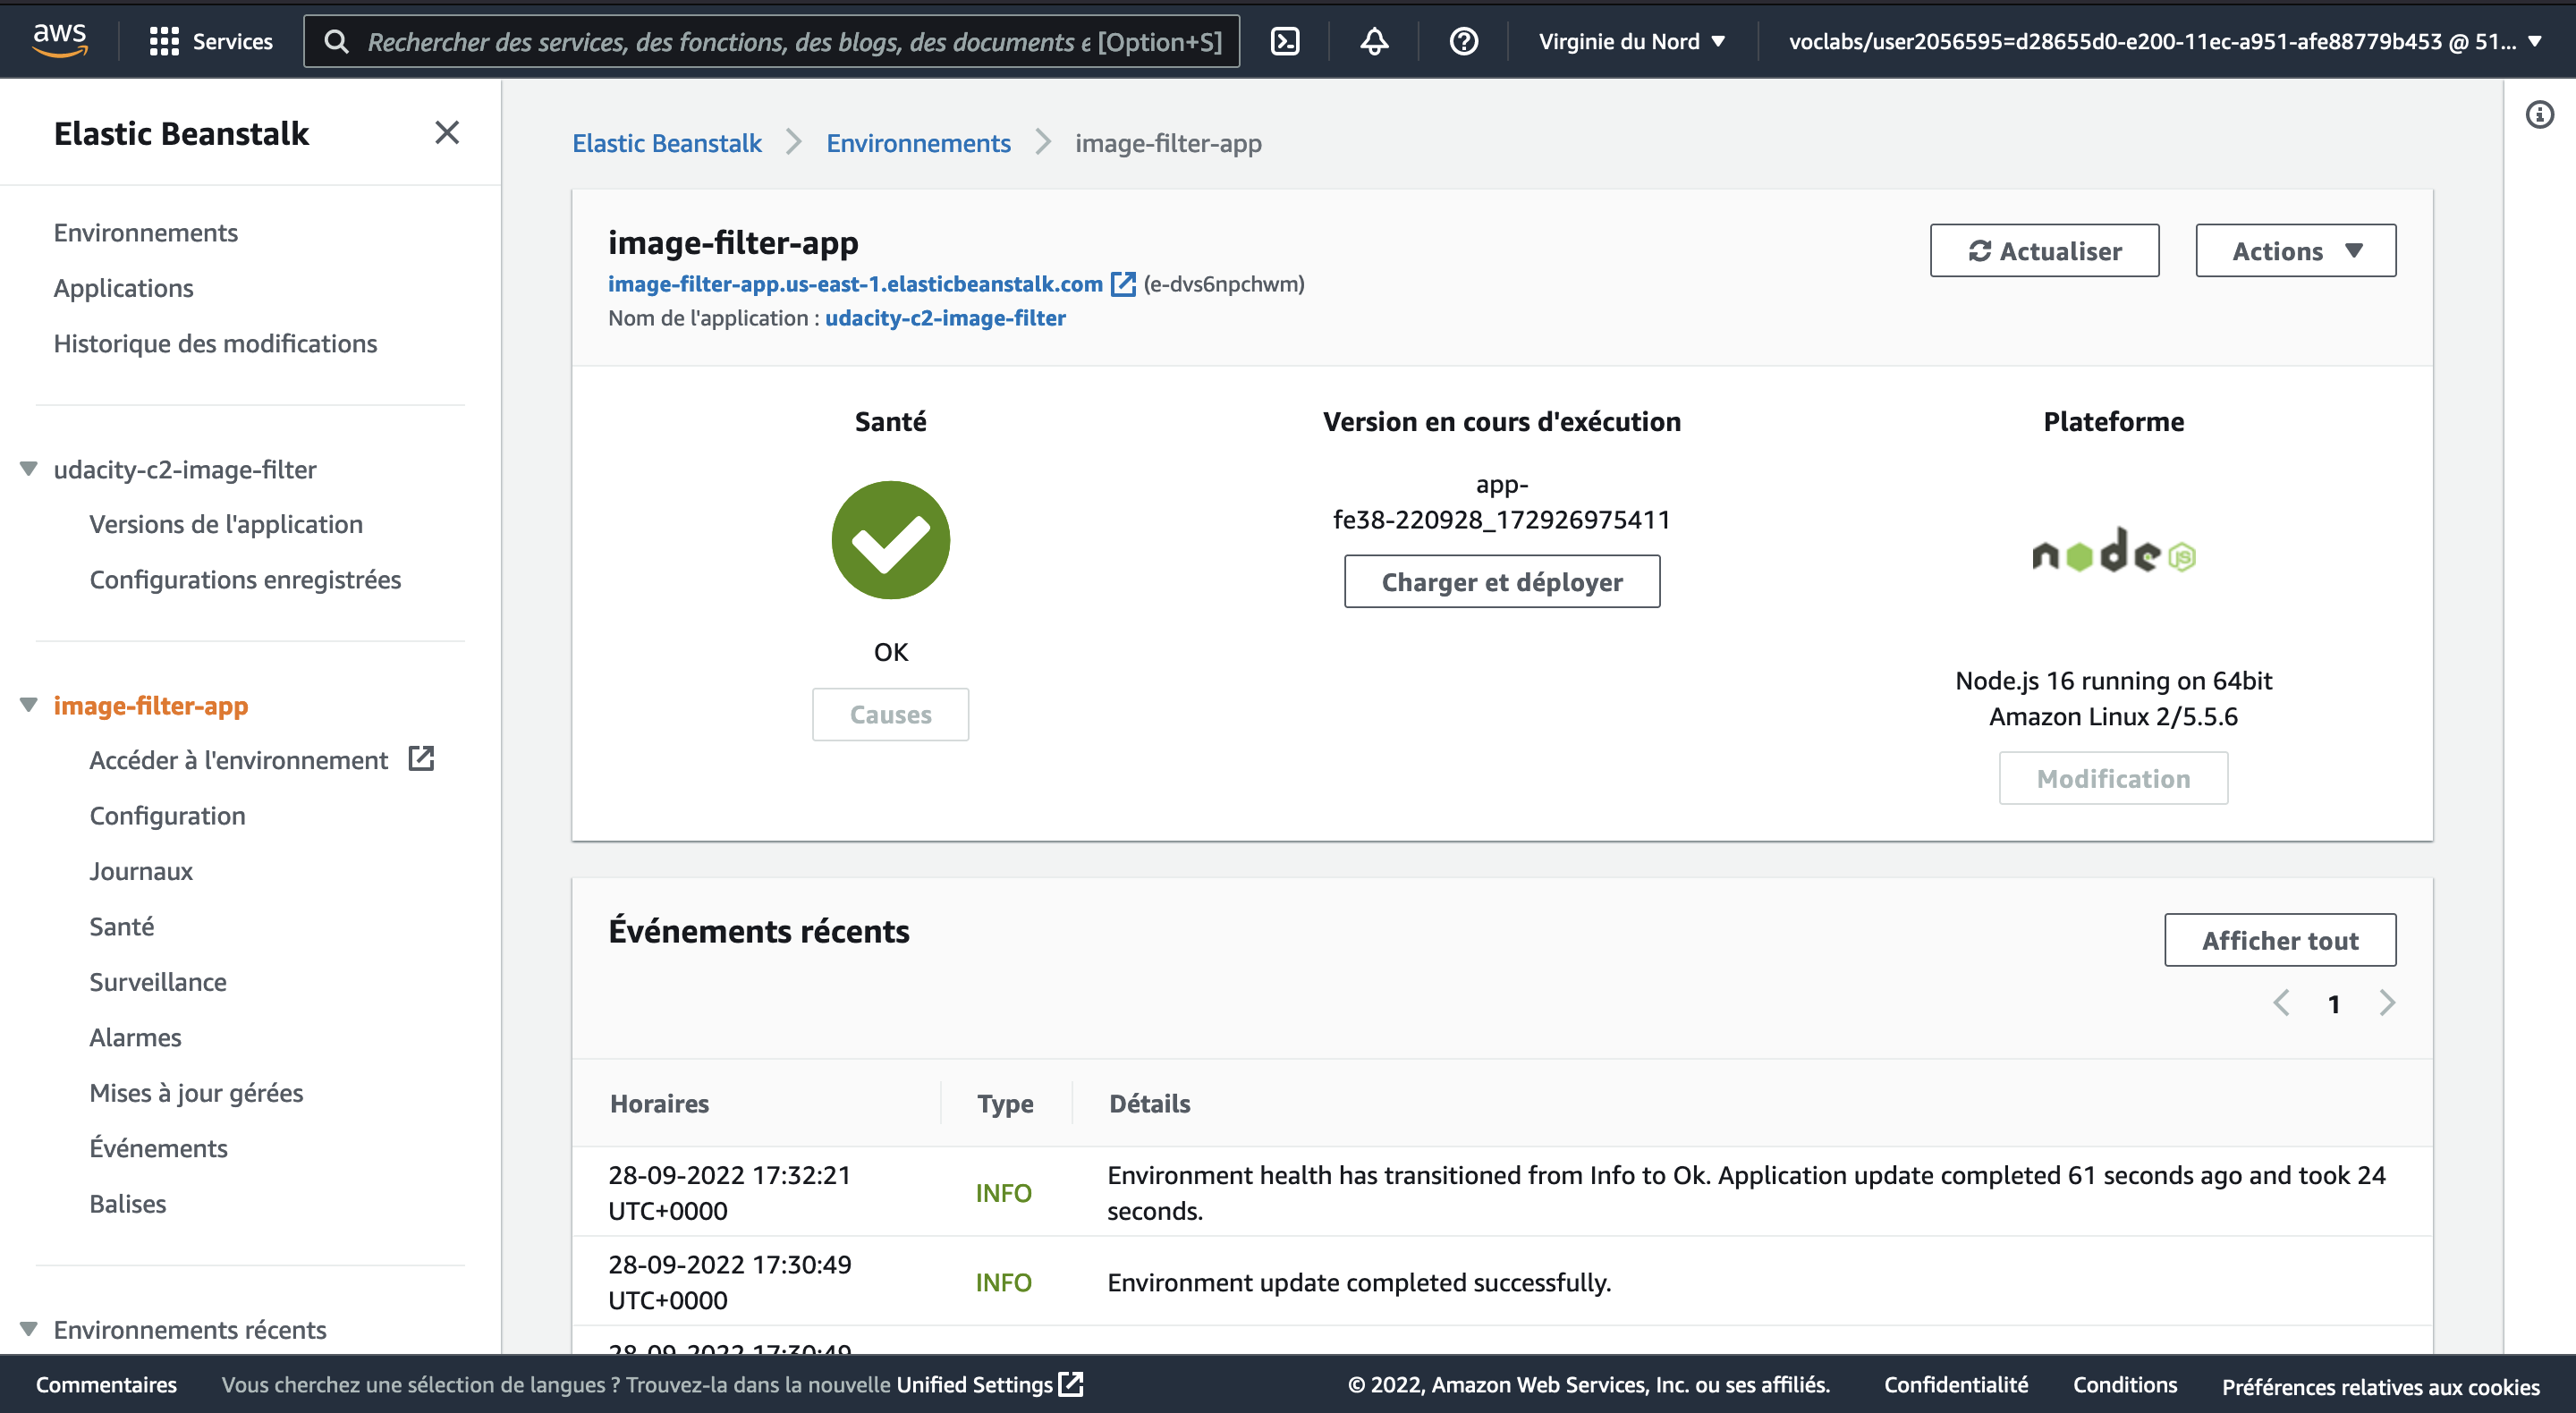 aws
Services
Rechercher des services, des fonctions, des blogs, des documents e [Option+S]
Virginie du Nord
voclabs/user2056595=d28655d0-e200-11ec-a951-afe88779b453 @ 51...
Elastic Beanstalk
Environnements
Applications
Historique des modifications
udacity-c2-image-filter
Versions de l'application
Configurations enregistrées
image-filter-app
Accéder à l'environnement
Configuration
Journaux
Santé
Surveillance
Alarmes
Mises à jour gérées
Événements
Balises
Environnements récents
Elastic Beanstalk > Environnements > image-filter-app
image-filter-app
image-filter-app.us-east-1.elasticbeanstalk.com (e-dvs6npchwm)
Nom de l'application : udacity-c2-image-filter
Actualiser
Actions
Santé
OK
Causes
Version en cours d'exécution
app-
fe38-220928_172926975411
Charger et déployer
Plateforme
node JS
Node.js 16 running on 64bit
Amazon Linux 2/5.5.6
Modification
Événements récents
Afficher tout
1
Horaires Type Détails
28-09-2022 17:32:21
UTC+0000
INFO
Environment health has transitioned from Info to Ok. Application update completed 61 seconds ago and took 24
seconds.
28-09-2022 17:30:49
UTC+0000
INFO
Environment update completed successfully.
28-09-2022 17:30:49
Commentaires
Vous cherchez une sélection de langues ? Trouvez-la dans la nouvelle Unified Settings
© 2022, Amazon Web Services, Inc. ou ses affiliés.
Confidentialité
Conditions
Préférences relatives aux cookies